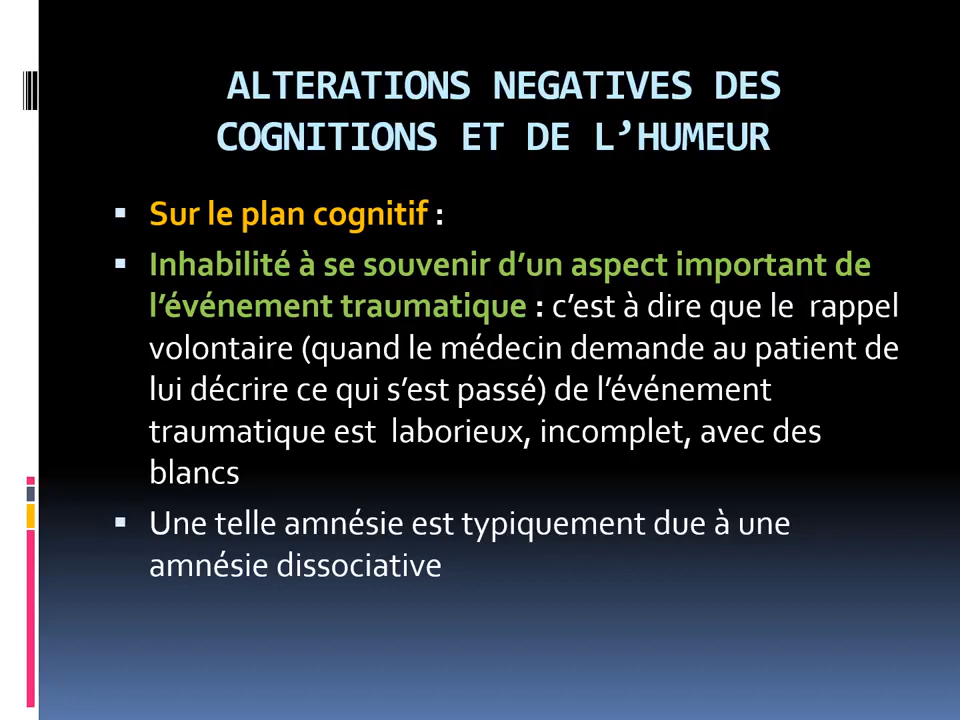 ALTERATIONS NEGATIVES DES
COGNITIONS ET DE L’HUMEUR
▪ Sur le plan cognitif :
▪ Inhabilité à se souvenir d’un aspect important de
l’événement traumatique : c’est à dire que le rappel
volontaire (quand le médecin demande au patient de
lui décrire ce qui s’est passé) de l’événement
traumatique est laborieux, incomplet, avec des
blancs
▪ Une telle amnésie est typiquement due à une
amnésie dissociative